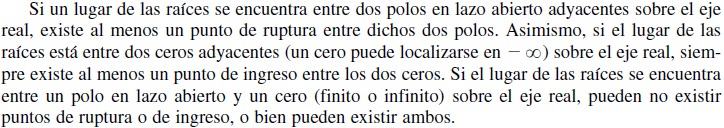 Si un lugar de las raíces se encuentra entre dos polos en lazo abierto adyacentes sobre el eje
real, existe al menos un punto de ruptura entre dichos dos polos. Asimismo, si el lugar de las
raíces está entre dos ceros adyacentes (un cero puede localizarse en −∞) sobre el eje real, siem-
pre existe al menos un punto de ingreso entre los dos ceros. Si el lugar de las raíces se encuentra
entre un polo en lazo abierto y un cero (finito o infinito) sobre el eje real, pueden no existir
puntos de ruptura o de ingreso, o bien pueden existir ambos.